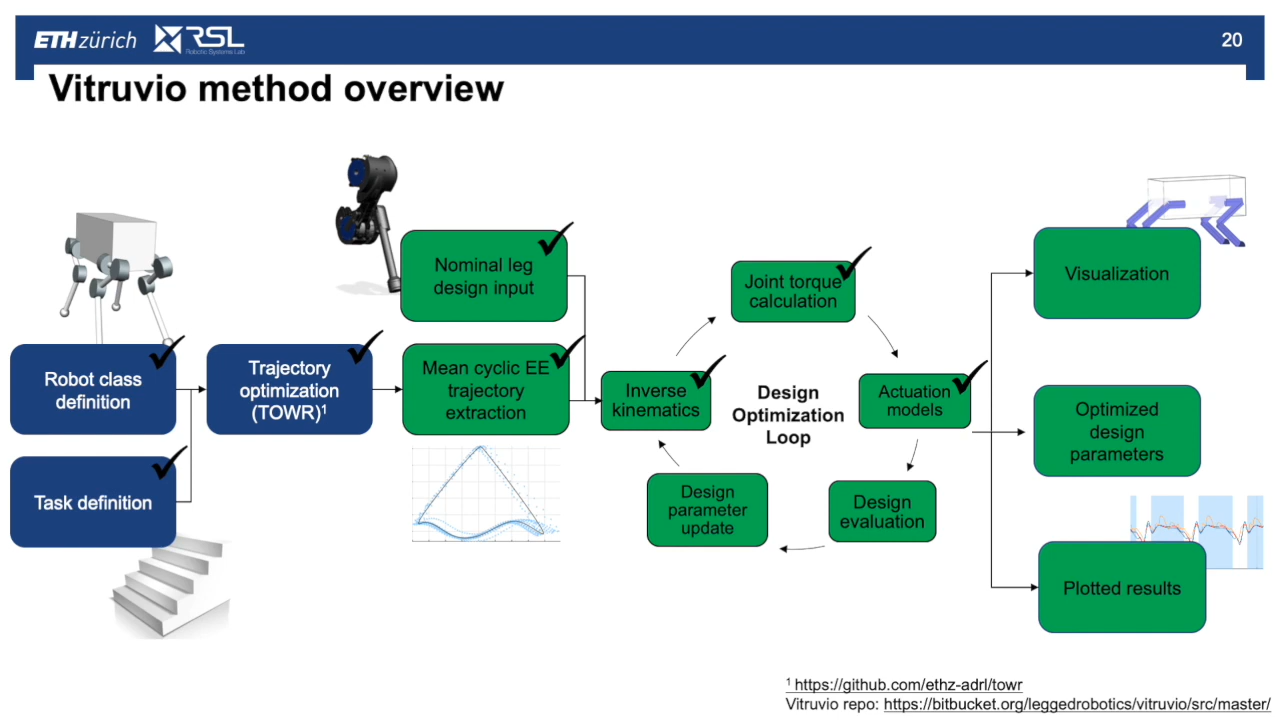 ETH zürich
RSL
Robotic Systems Lab
20
Vitruvio method overview
Nominal leg
design input
Joint torque
calculation
Visualization
Robot class
definition
Trajectory
optimization
(TOWR)1
Mean cyclic EE
trajectory
extraction
Inverse
kinematics
Design
Optimization
Loop
Actuation
models
Optimized
design
parameters
Task definition
Design
parameter
update
Design
evaluation
Plotted results
1 https://github.com/ethz-adrl/towr
Vitruvio repo: https://bitbucket.org/leggedrobotics/vitruvio/src/master/